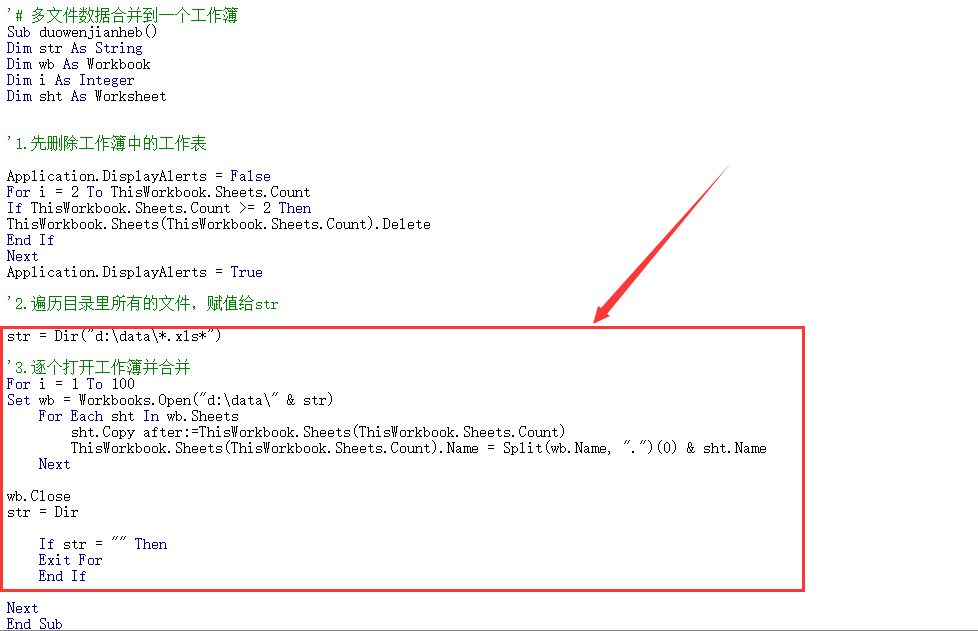 '# 多文件数据合并到一个工作簿
Sub duowenjianheb()
Dim str As String
Dim wb As Workbook
Dim i As Integer
Dim sht As Worksheet
'1.先删除工作簿中的工作表
Application.DisplayAlerts = False
For i = 2 To ThisWorkbook.Sheets.Count
If ThisWorkbook.Sheets.Count >= 2 Then
ThisWorkbook.Sheets(ThisWorkbook.Sheets.Count).Delete
End If
Next
Application.DisplayAlerts = True
'2.遍历目录里所有的文件，赋值给str
str = Dir("d:\data\*.xls*")
'3.逐个打开工作簿并合并
For i = 1 To 100
Set wb = Workbooks.Open("d:\data\" & str)
For Each sht In wb.Sheets
sht.Copy after:=ThisWorkbook.Sheets(ThisWorkbook.Sheets.Count)
ThisWorkbook.Sheets(ThisWorkbook.Sheets.Count).Name = Split(wb.Name, ".")(0) & sht.Name
Next
wb.Close
str = Dir
If str = "" Then
Exit For
End If
Next
End Sub